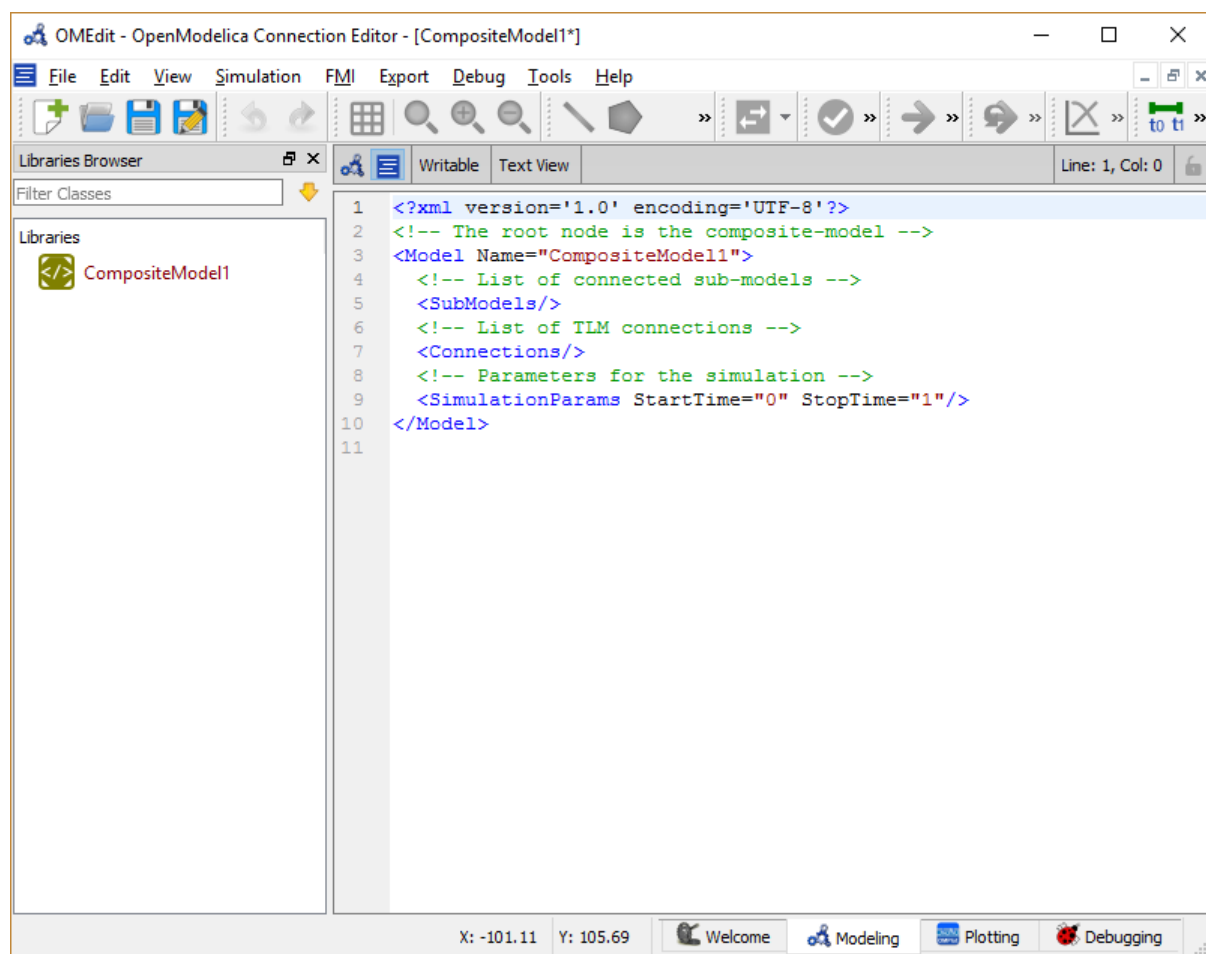 OMEdit - OpenModelica Connection Editor - [CompositeModel1*]
File Edit View Simulation FMI Export Debug Tools Help
t0 t1
Libraries Browser
Writable Text View Line: 1, Col: 0
Filter Classes
Libraries
CompositeModel1
1 <?xml version='1.0' encoding='UTF-8'?>
2 <!-- The root node is the composite-model -->
3 <Model Name="CompositeModel1">
4 <!-- List of connected sub-models -->
5 <SubModels/>
6 <!-- List of TLM connections -->
7 <Connections/>
8 <!-- Parameters for the simulation -->
9 <SimulationParams StartTime="0" StopTime="1"/>
10 </Model>
11
X: -101.11 Y: 105.69 Welcome Modeling Plotting Debugging